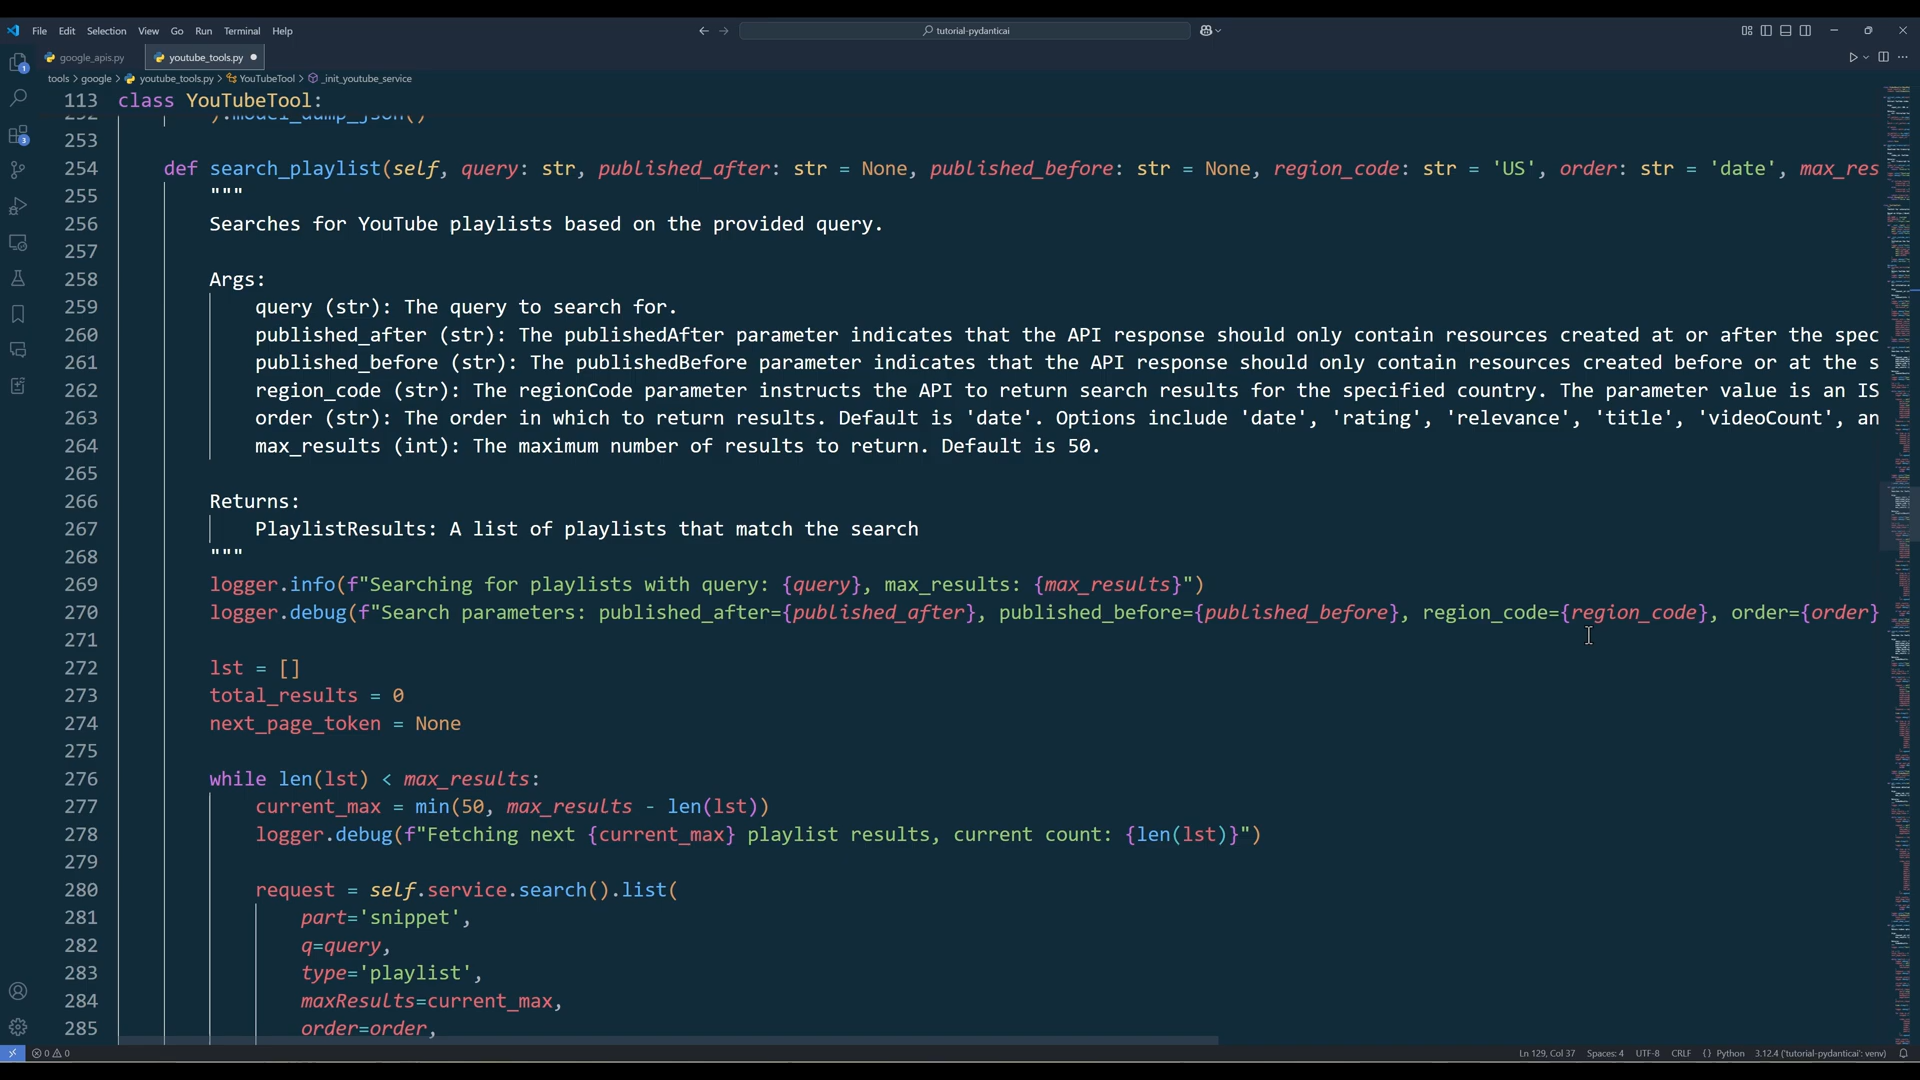 File Edit Selection View Go Run Terminal Help
tutorial-pydanticai
google_apis.py youtube_tools.py
tools > google > youtube_tools.py > YouTubeTool > _init_youtube_service
113 class YouTubeTool:
252 ).model_dump_json()
253
254 def search_playlist(self, query: str, published_after: str = None, published_before: str = None, region_code: str = 'US', order: str = 'date', max_res
255 """
256 Searches for YouTube playlists based on the provided query.
257
258 Args:
259 query (str): The query to search for.
260 published_after (str): The publishedAfter parameter indicates that the API response should only contain resources created at or after the spec
261 published_before (str): The publishedBefore parameter indicates that the API response should only contain resources created before or at the s
262 region_code (str): The regionCode parameter instructs the API to return search results for the specified country. The parameter value is an IS
263 order (str): The order in which to return results. Default is 'date'. Options include 'date', 'rating', 'relevance', 'title', 'videoCount', an
264 max_results (int): The maximum number of results to return. Default is 50.
265
266 Returns:
267 PlaylistResults: A list of playlists that match the search
268 """
269 logger.info(f"Searching for playlists with query: {query}, max_results: {max_results}")
270 logger.debug(f"Search parameters: published_after={published_after}, published_before={published_before}, region_code={region_code}, order={order}
271
272 lst = []
273 total_results = 0
274 next_page_token = None
275
276 while len(lst) < max_results:
277 current_max = min(50, max_results - len(lst))
278 logger.debug(f"Fetching next {current_max} playlist results, current count: {len(lst)}")
279
280 request = self.service.search().list(
281 part='snippet',
282 q=query,
283 type='playlist',
284 maxResults=current_max,
285 order=order,
0 0 Ln 129, Col 37 Spaces: 4 UTF-8 CRLF {} Python 3.12.4 ('tutorial-pydanticai': venv)